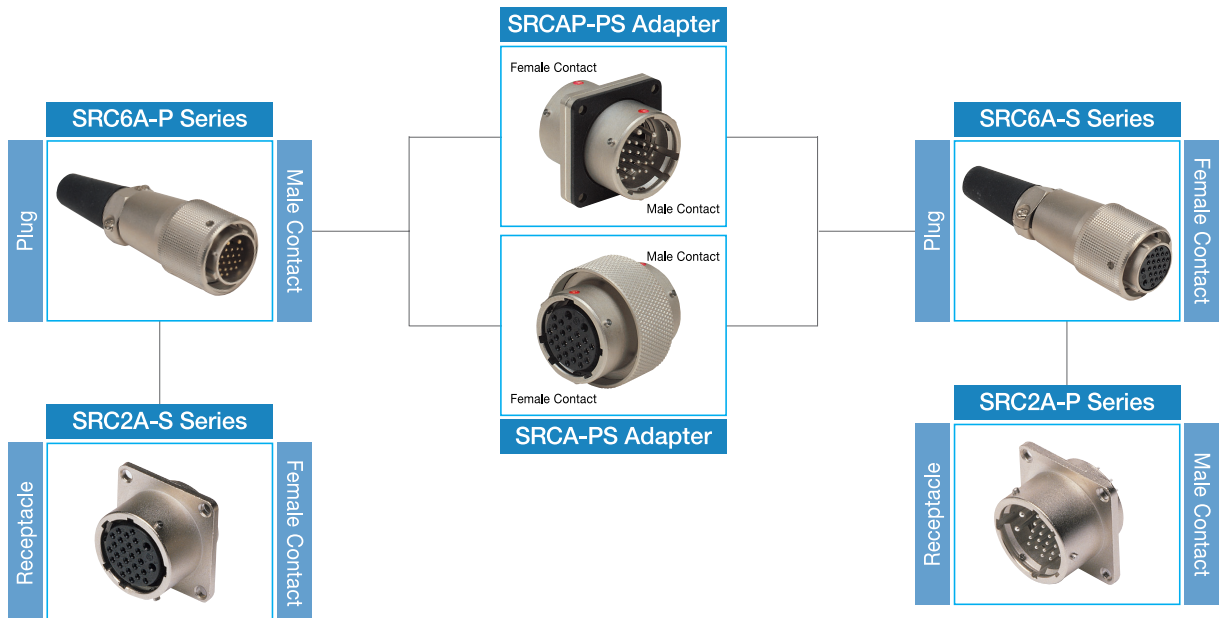 SRCAP-PS Adapter
Female Contact
Male Contact
SRC6A-P Series
Plug
Male Contact
SRC6A-S Series
Plug
Female Contact
Male Contact
Female Contact
SRCA-PS Adapter
SRC2A-S Series
Receptacle
Female Contact
SRC2A-P Series
Receptacle
Male Contact